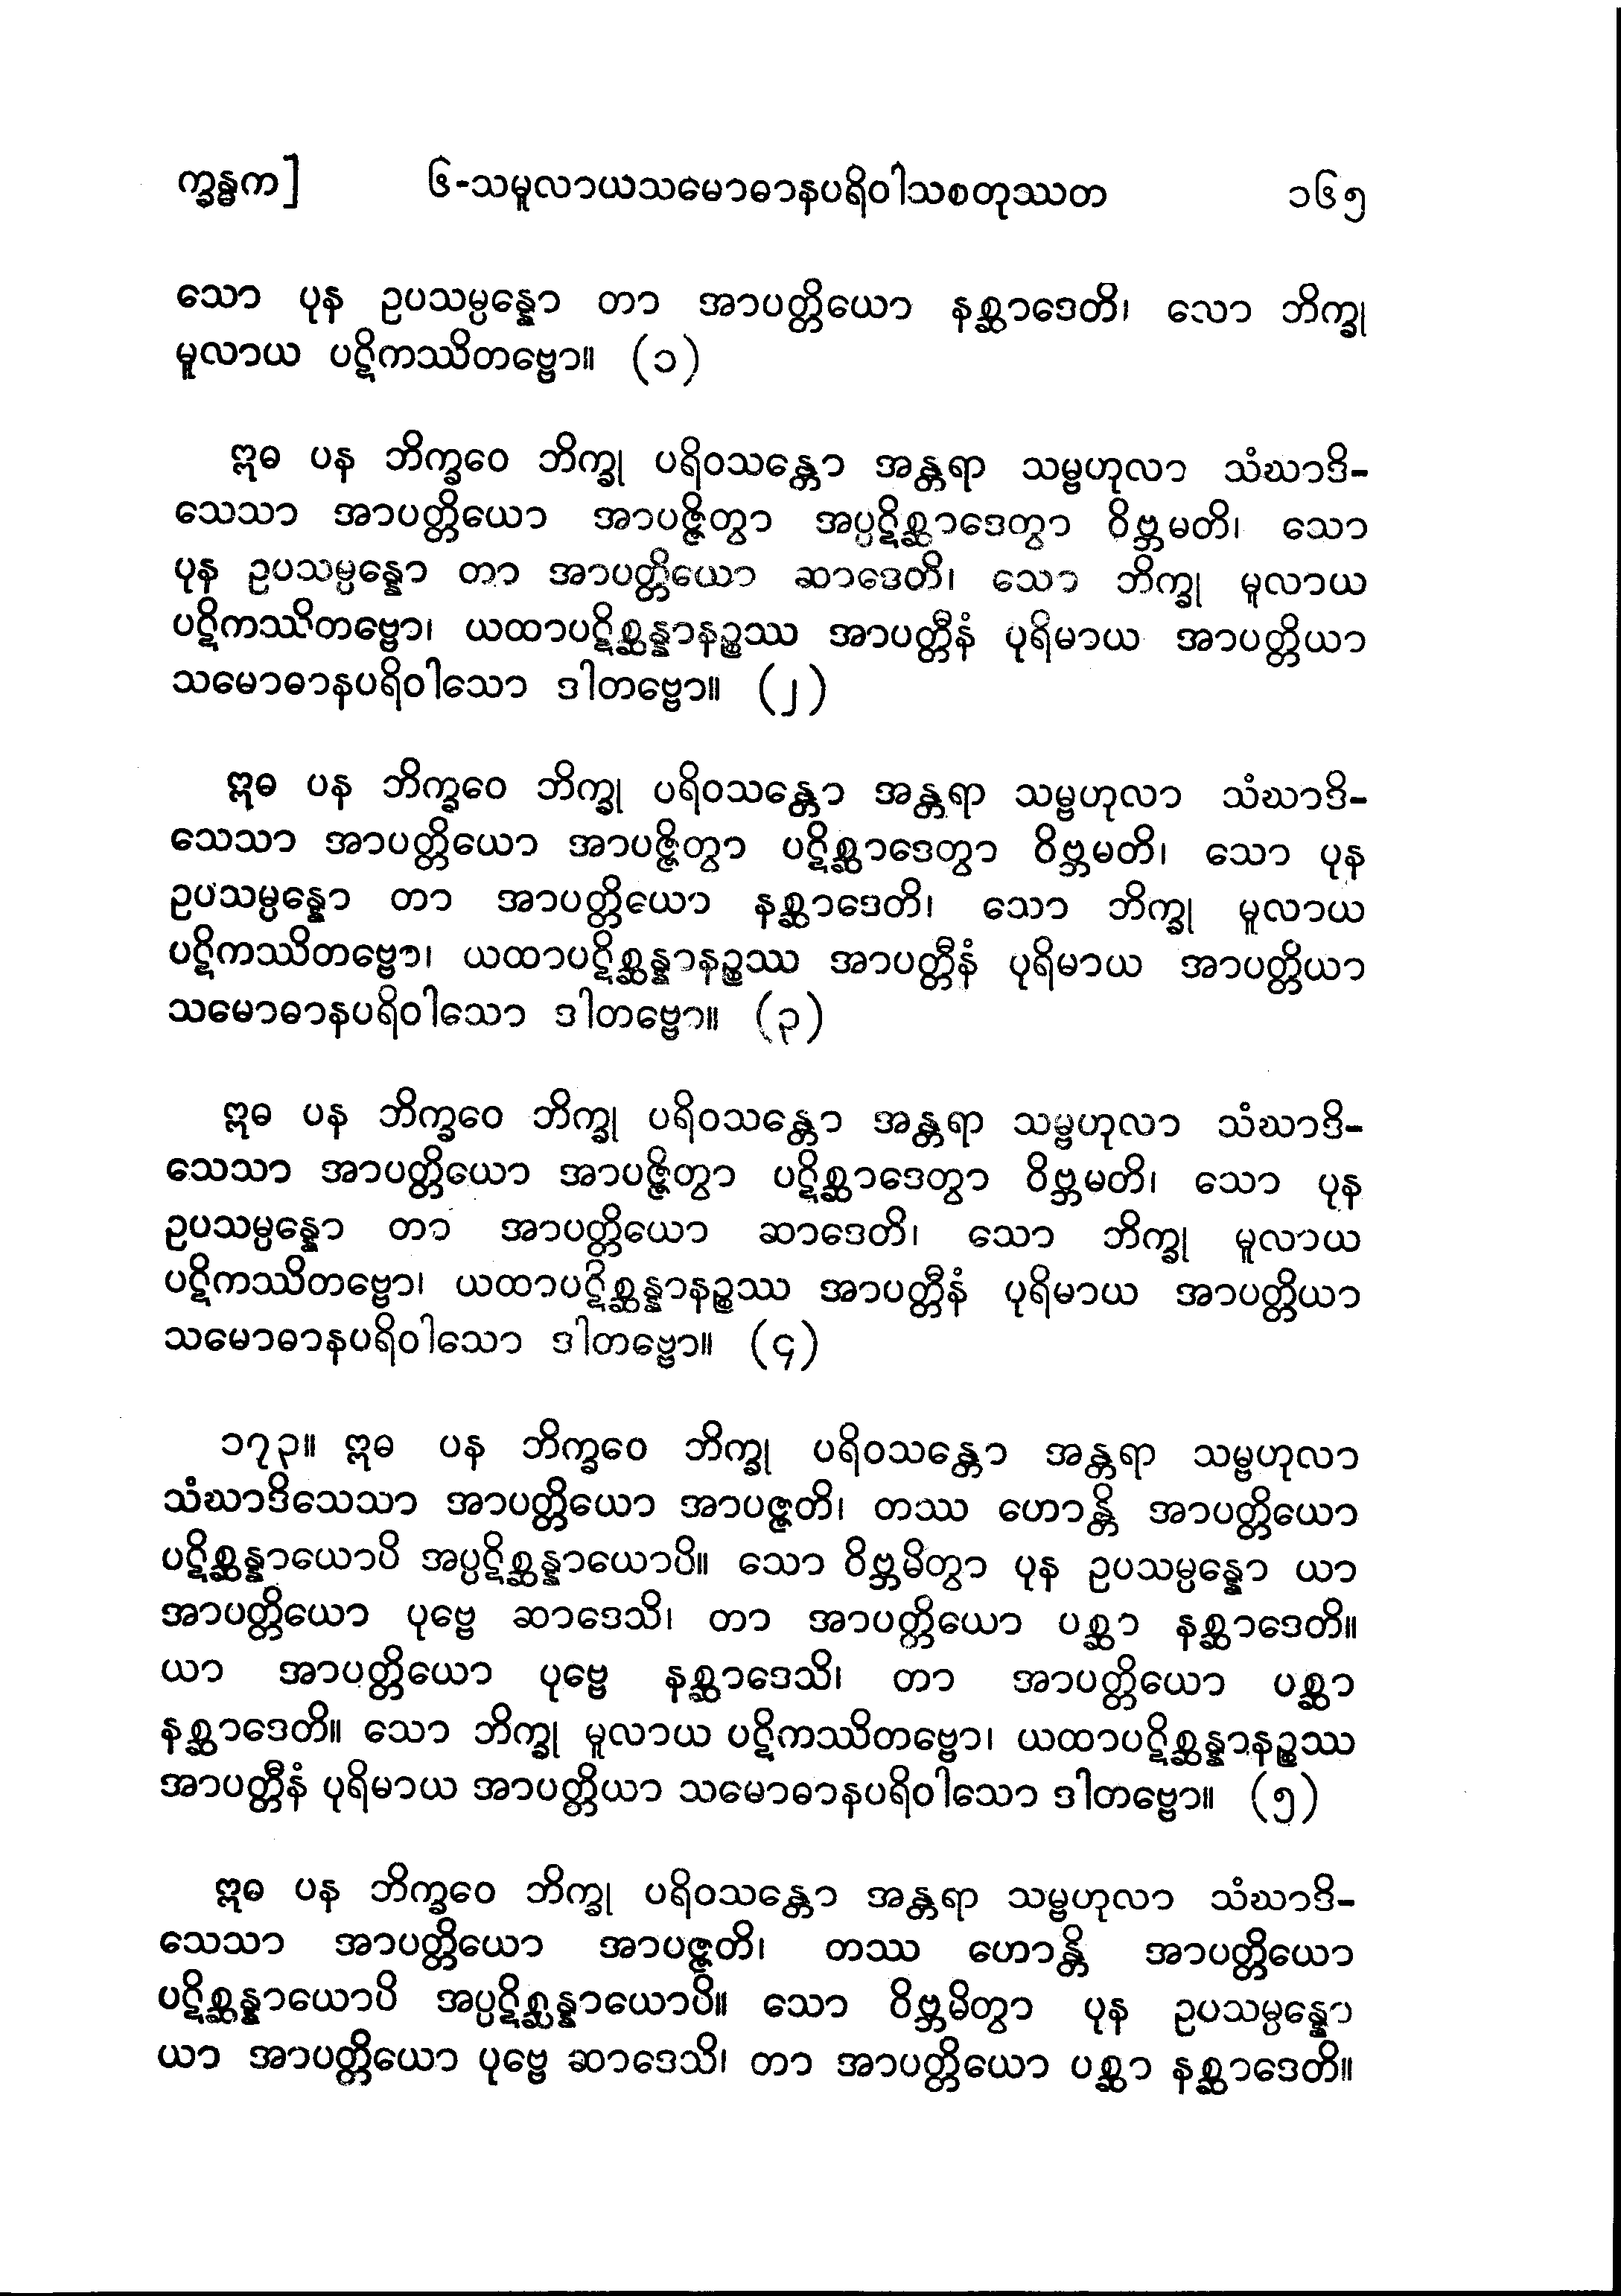 က္ခန္ဓက] ၆-သမူလာယသမောဓာနပရိဝါသစတုဿတ ၁၆၅
သော ပုန ဥပသမ္ပန္နော တာ အာပတ္တိယော နစ္ဆာဒေတိ၊ သော ဘိက္ခု
မူလာယ ပဋိကဿိတဗ္ဗော။ (၁)
ဣဓ ပန ဘိက္ခဝေ ဘိက္ခု ပရိဝသန္တော အန္တရာ သမ္ဗဟုလာ သံဃာဒိ-
သေသာ အာပတ္တိယော အာပဇ္ဇိတွာ အပ္ပဋိစ္ဆာဒေတွာ ဝိဗ္ဘမတိ၊ သော
ပုန ဥပသမ္ပန္နော တာ အာပတ္တိယော ဆာဒေတိ၊ သော ဘိက္ခု မူလာယ
ပဋိကဿိတဗ္ဗော၊ ယထာပဋိစ္ဆန္နာနဉ္စဿ အာပတ္တီနံ ပုရိမာယ အာပတ္တိယာ
သမောဓာနပရိဝါသော ဒါတဗ္ဗော။ (၂)
ဣဓ ပန ဘိက္ခဝေ ဘိက္ခု ပရိဝသန္တော အန္တရာ သမ္ဗဟုလာ သံဃာဒိ-
သေသာ အာပတ္တိယော အာပဇ္ဇိတွာ ပဋိစ္ဆာဒေတွာ ဝိဗ္ဘမတိ၊ သော ပုန
ဥပသမ္ပန္နော တာ အာပတ္တိယော နစ္ဆာဒေတိ၊ သော ဘိက္ခု မူလာယ
ပဋိကဿိတဗ္ဗော၊ ယထာပဋိစ္ဆန္နာနဉ္စဿ အာပတ္တီနံ ပုရိမာယ အာပတ္တိယာ
သမောဓာနပရိဝါသော ဒါတဗ္ဗော။ (၃)
ဣဓ ပန ဘိက္ခဝေ ဘိက္ခု ပရိဝသန္တော အန္တရာ သမ္ဗဟုလာ သံဃာဒိ-
သေသာ အာပတ္တိယော အာပဇ္ဇိတွာ ပဋိစ္ဆာဒေတွာ ဝိဗ္ဘမတိ၊ သော ပုန
ဥပသမ္ပန္နော တာ အာပတ္တိယော ဆာဒေတိ၊ သော ဘိက္ခု မူလာယ
ပဋိကဿိတဗ္ဗော၊ ယထာပဋိစ္ဆန္နာနဉ္စဿ အာပတ္တီနံ ပုရိမာယ အာပတ္တိယာ
သမောဓာနပရိဝါသော ဒါတဗ္ဗော။ (၄)
၁၇၃။ ဣဓ ပန ဘိက္ခဝေ ဘိက္ခု ပရိဝသန္တော အန္တရာ သမ္ဗဟုလာ
သံဃာဒိသေသာ အာပတ္တိယော အာပဇ္ဇတိ၊ တဿ ဟောန္တိ အာပတ္တိယော
ပဋိစ္ဆန္နာယောပိ အပ္ပဋိစ္ဆန္နာယောပိ။ သော ဝိဗ္ဘမိတွာ ပုန ဥပသမ္ပန္နော ယာ
အာပတ္တိယော ပုဗ္ဗေ ဆာဒေသိ၊ တာ အာပတ္တိယော ပစ္ဆာ နစ္ဆာဒေတိ။
ယာ အာပတ္တိယော ပုဗ္ဗေ နစ္ဆာဒေသိ၊ တာ အာပတ္တိယော ပစ္ဆာ
နစ္ဆာဒေတိ။ သော ဘိက္ခု မူလာယ ပဋိကဿိတဗ္ဗော၊ ယထာပဋိစ္ဆန္နာနဉ္စဿ
အာပတ္တီနံ ပုရိမာယ အာပတ္တိယာ သမောဓာနပရိဝါသော ဒါတဗ္ဗော။ (၅)
ဣဓ ပန ဘိက္ခဝေ ဘိက္ခု ပရိဝသန္တော အန္တရာ သမ္ဗဟုလာ သံဃာဒိ-
သေသာ အာပတ္တိယော အာပဇ္ဇတိ၊ တဿ ဟောန္တိ အာပတ္တိယော
ပဋိစ္ဆန္နာယောပိ အပ္ပဋိစ္ဆန္နာယောပိ။ သော ဝိဗ္ဘမိတွာ ပုန ဥပသမ္ပန္နော
ယာ အာပတ္တိယော ပုဗ္ဗေ ဆာဒေသိ၊ တာ အာပတ္တိယော ပစ္ဆာ နစ္ဆာဒေတိ။